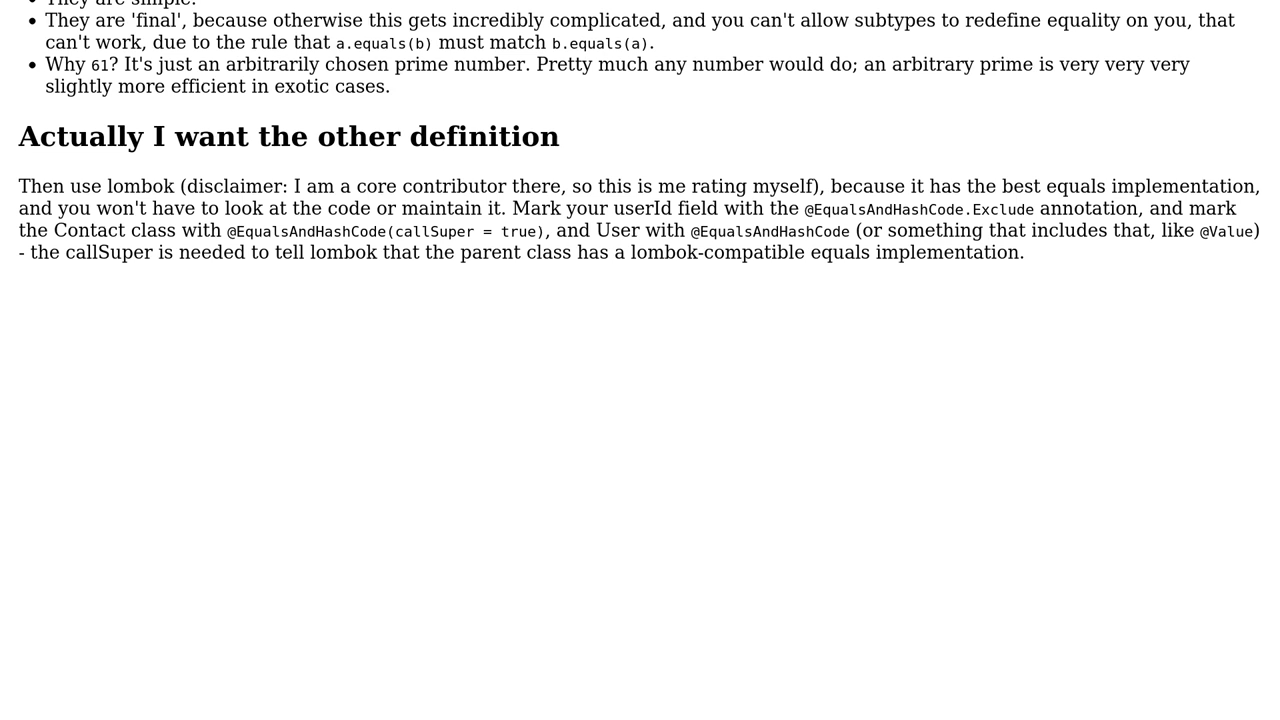 They are simple.
They are 'final', because otherwise this gets incredibly complicated, and you can't allow subtypes to redefine equality on you, that
can't work, due to the rule that a.equals(b) must match b.equals(a).
Why 61? It's just an arbitrarily chosen prime number. Pretty much any number would do; an arbitrary prime is very very very
slightly more efficient in exotic cases.
Actually I want the other definition
Then use lombok (disclaimer: I am a core contributor there, so this is me rating myself), because it has the best equals implementation,
and you won't have to look at the code or maintain it. Mark your userId field with the @EqualsAndHashCode.Exclude annotation, and mark
the Contact class with @EqualsAndHashCode(callSuper = true), and User with @EqualsAndHashCode (or something that includes that, like @Value)
- the callSuper is needed to tell lombok that the parent class has a lombok-compatible equals implementation.